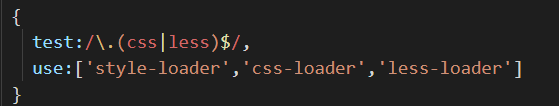 {
test:/\.(css|less)$/,
use:['style-loader','css-loader','less-loader']
}